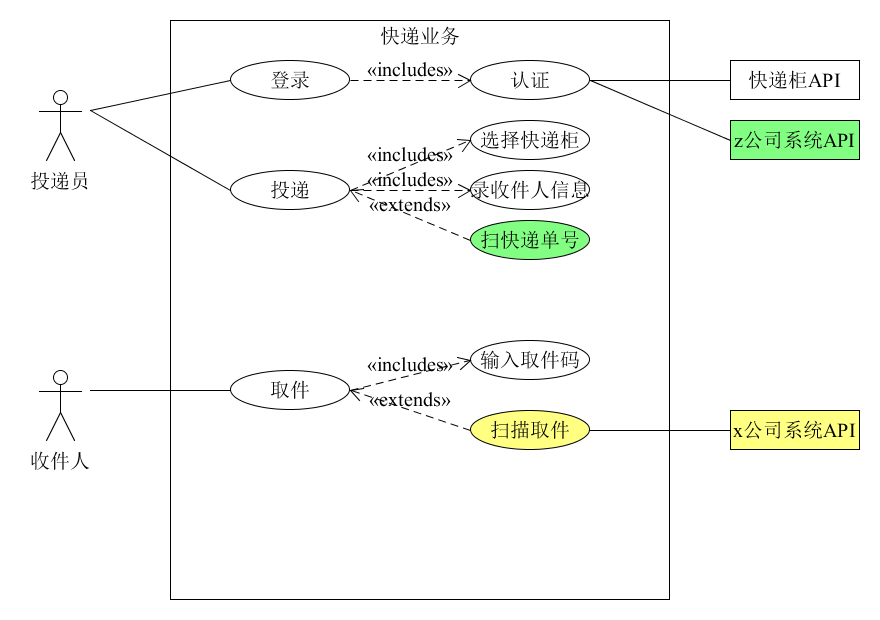 快递业务
登录
«includes»
认证
快递柜API
投递员
«includes»
选择快递柜
z公司系统API
投递
«includes»
录收件人信息
«extends»
扫快递单号
收件人
取件
«includes»
输入取件码
«extends»
扫描取件
x公司系统API